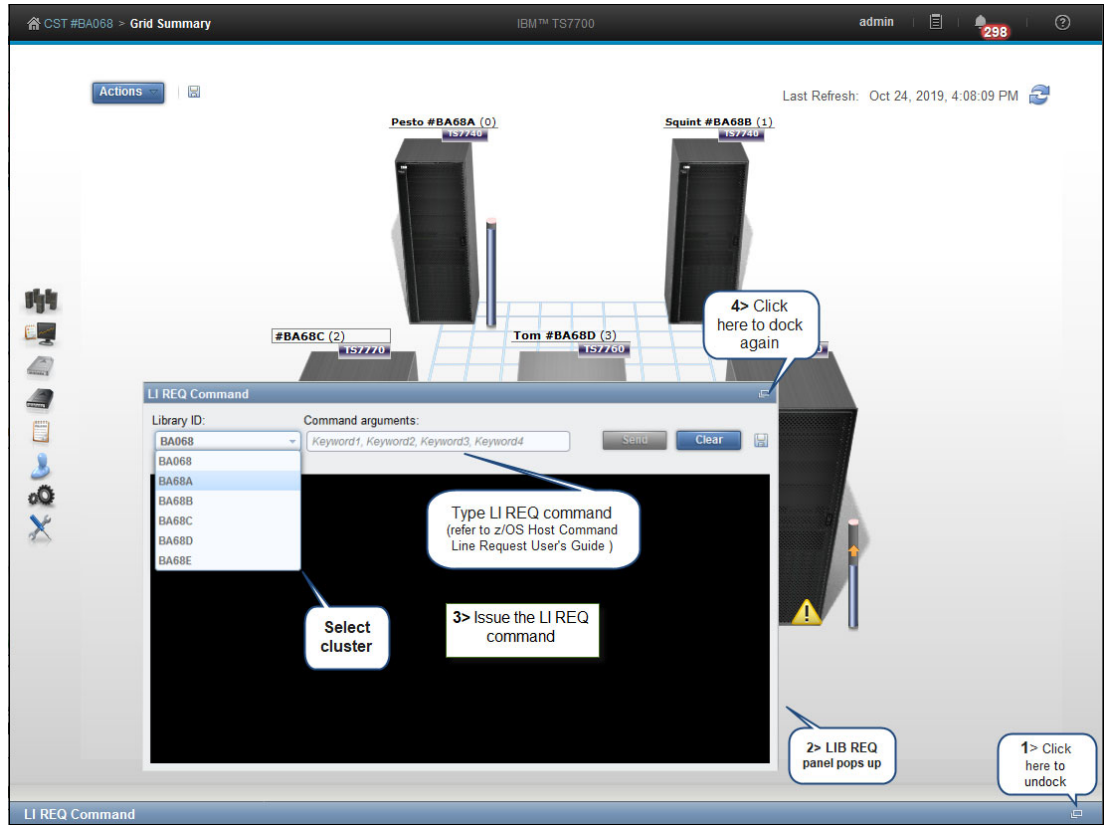 CST #BA068 > Grid Summary
IBM™ TS7700
admin
298
Actions
Last Refresh: Oct 24, 2019, 4:08:09 PM
Pesto #BA68A (0)
TS7740
Squint #BA68B (1)
TS7740
4> Click
here to dock
again
#BA68C (2)
TS7770
Tom #BA68D (3)
TS7760
LI REQ Command
Library ID:
Command arguments:
BA068
Keyword1, Keyword2, Keyword3, Keyword4
Send
Clear
BA068
BA68A
BA68B
BA68C
BA68D
BA68E
Type LI REQ command
(refer to z/OS Host Command
Line Request User's Guide )
Select
cluster
3> Issue the LI REQ
command
2> LIB REQ
panel pops up
1> Click
here to
undock
LI REQ Command